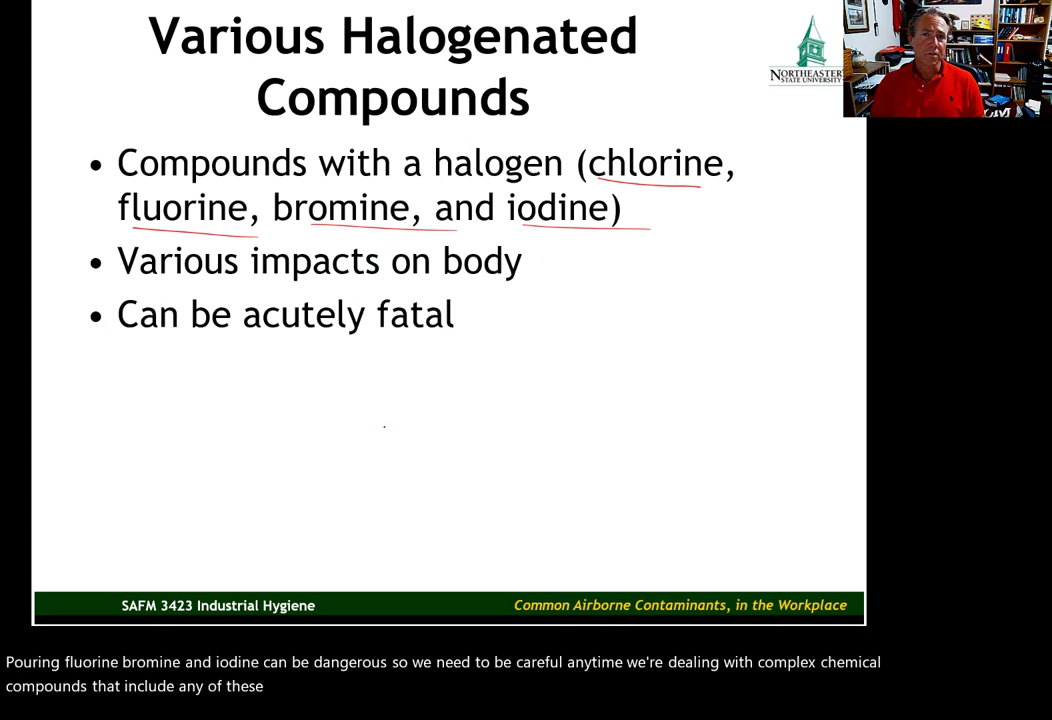 Various Halogenated
Compounds
NORTHEASTER
STATE UNIVERSITY
• Compounds with a halogen (chlorine,
fluorine, bromine, and iodine)
• Various impacts on body
• Can be acutely fatal
SAFM 3423 Industrial Hygiene
Common Airborne Contaminants, in the Workplace
Pouring fluorine bromine and iodine can be dangerous so we need to be careful anytime we're dealing with complex chemical
compounds that include any of these